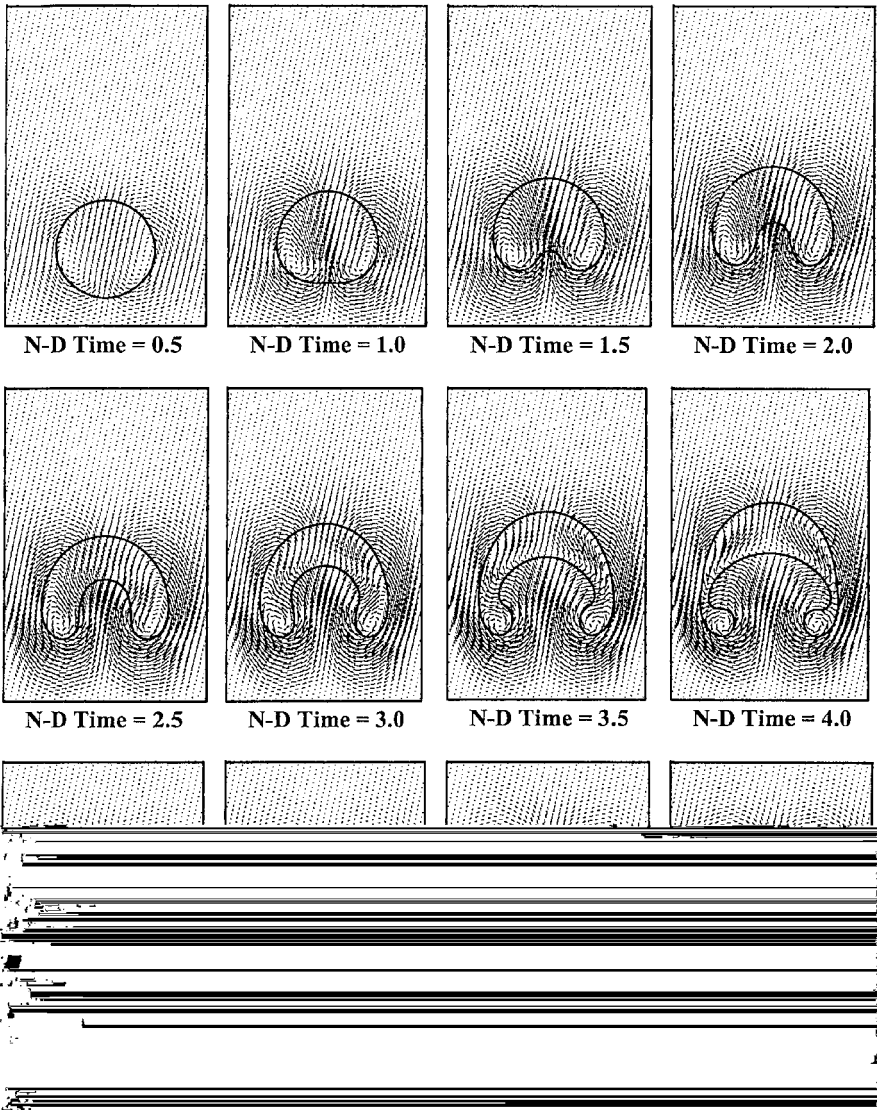 N-D Time = 0.5
N-D Time = 1.0
N-D Time = 1.5
N-D Time = 2.0
N-D Time = 2.5
N-D Time = 3.0
N-D Time = 3.5
N-D Time = 4.0